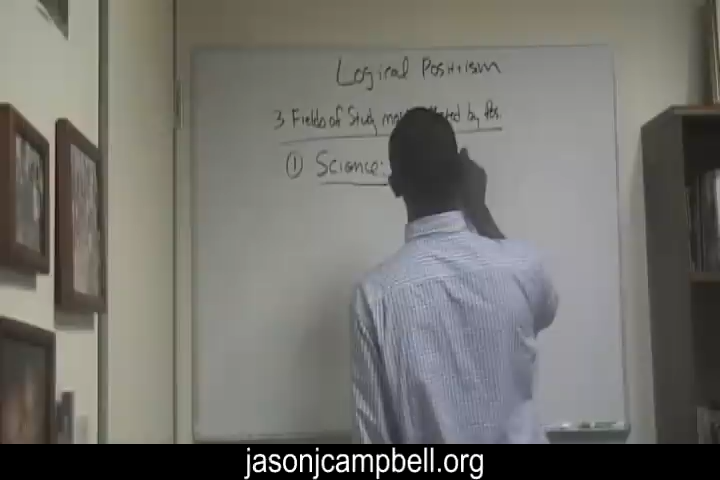 Logical Positivism
3 Fields of Study by Pos.
① Science:
jasonjcampbell.org